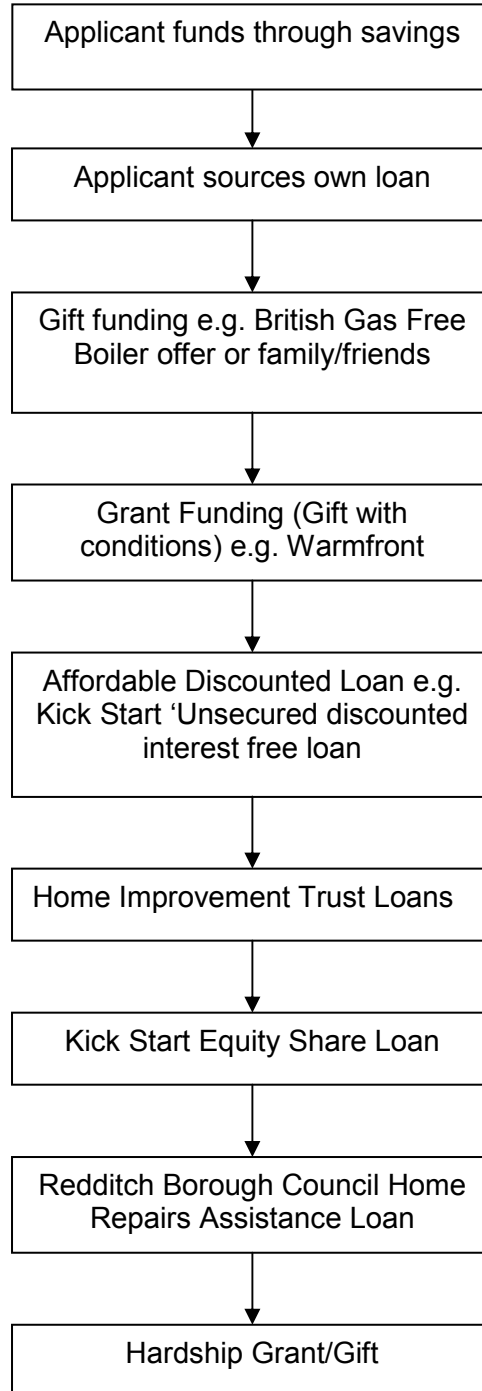 Applicant funds through savings
Applicant sources own loan
Gift funding e.g. British Gas Free
Boiler offer or family/friends
Grant Funding (Gift with
conditions) e.g. Warmfront
Affordable Discounted Loan e.g.
Kick Start ‘Unsecured discounted
interest free loan
Home Improvement Trust Loans
Kick Start Equity Share Loan
Redditch Borough Council Home
Repairs Assistance Loan
Hardship Grant/Gift